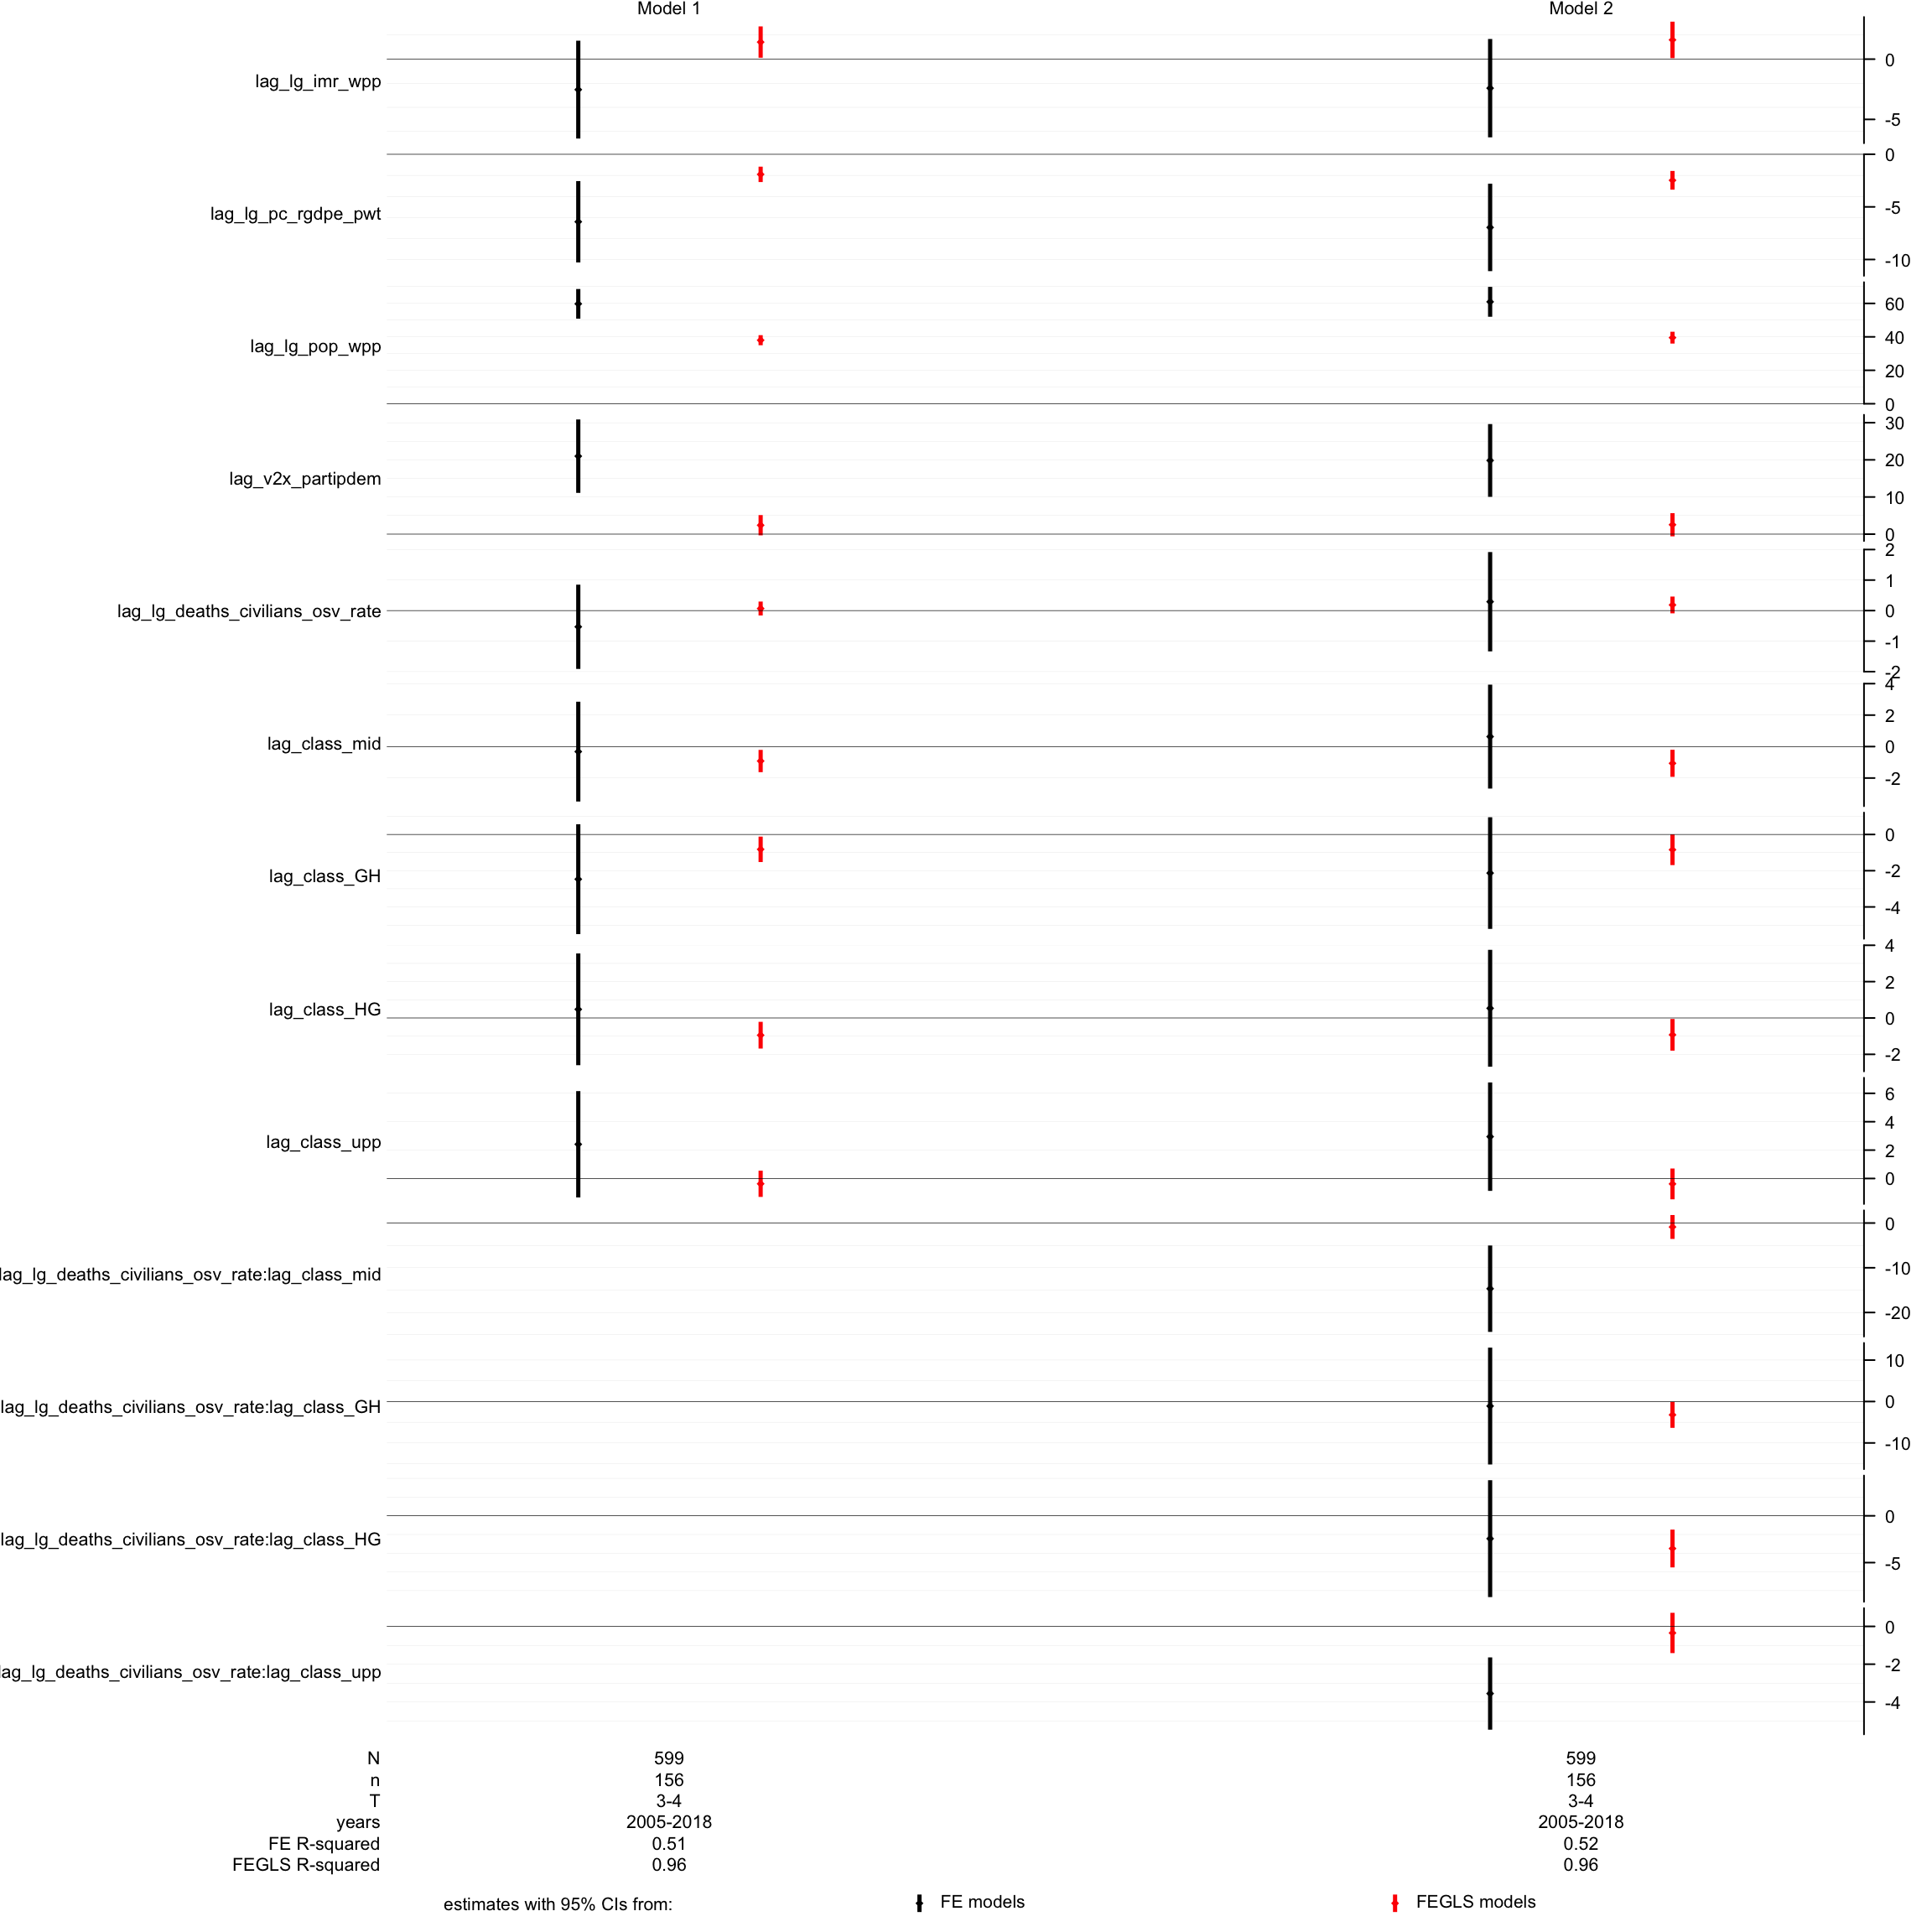 Model 1 Model 2
0
lag_lg_imr_wpp
-5
0
lag_lg_pc_rgdpe_pwt
-5
-10
60
lag_lg_pop_wpp
40
20
0
30
lag_v2x_partipdem
20
10
0
2
1
lag_lg_deaths_civilians_osv_rate
0
-1
-2
4
2
lag_class_mid
0
-2
0
lag_class_GH
-2
-4
4
2
lag_class_HG
0
-2
6
4
lag_class_upp
2
0
0
lag_lg_deaths_civilians_osv_rate:lag_class_mid
-10
-20
10
lag_lg_deaths_civilians_osv_rate:lag_class_GH
0
-10
0
lag_lg_deaths_civilians_osv_rate:lag_class_HG
-5
0
lag_lg_deaths_civilians_osv_rate:lag_class_upp
-2
-4
N 599 599
n 156 156
T 3-4 3-4
years 2005-2018 2005-2018
FE R-squared 0.51 0.52
FEGLS R-squared 0.96 0.96
estimates with 95% CIs from: FE models FEGLS models